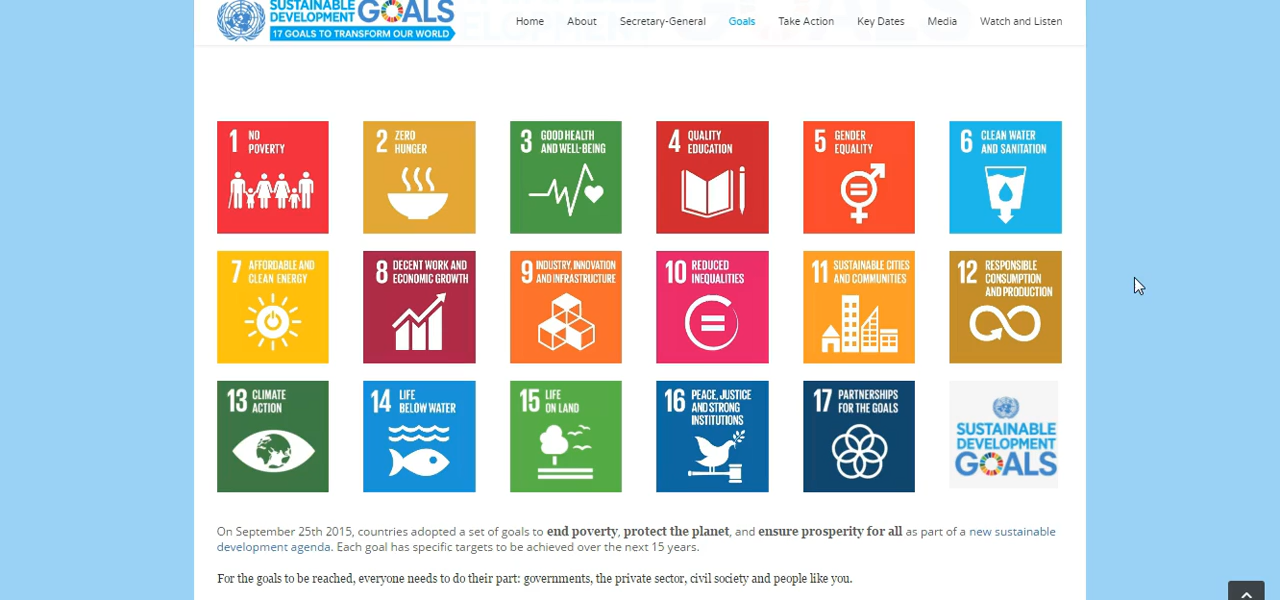 SUSTAINABLE
DEVELOPMENT GOALS
17 GOALS TO TRANSFORM OUR WORLD
Home About Secretary-General Goals Take Action Key Dates Media Watch and Listen
1 NO
POVERTY
2 ZERO
HUNGER
3 GOOD HEALTH
AND WELL-BEING
4 QUALITY
EDUCATION
5 GENDER
EQUALITY
6 CLEAN WATER
AND SANITATION
7 AFFORDABLE AND
CLEAN ENERGY
8 DECENT WORK AND
ECONOMIC GROWTH
9 INDUSTRY, INNOVATION
AND INFRASTRUCTURE
10 REDUCED
INEQUALITIES
11 SUSTAINABLE CITIES
AND COMMUNITIES
12 RESPONSIBLE
CONSUMPTION
AND PRODUCTION
13 CLIMATE
ACTION
14 LIFE
BELOW WATER
15 LIFE
ON LAND
16 PEACE, JUSTICE
AND STRONG
INSTITUTIONS
17 PARTNERSHIPS
FOR THE GOALS
SUSTAINABLE
DEVELOPMENT
GOALS
On September 25th 2015, countries adopted a set of goals to end poverty, protect the planet, and ensure prosperity for all as part of a new sustainable
development agenda. Each goal has specific targets to be achieved over the next 15 years.
For the goals to be reached, everyone needs to do their part: governments, the private sector, civil society and people like you.